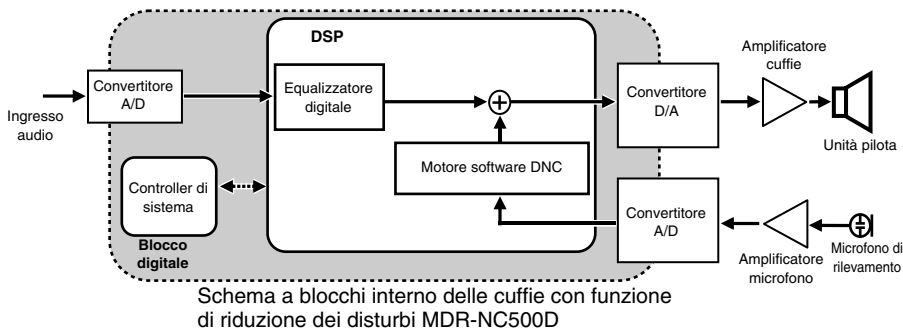 DSP
Ingresso
audio
Convertitore
A/D
Equalizzatore
digitale
Convertitore
D/A
Amplificatore
cuffie
Unità pilota
Motore software DNC
Controller di
sistema
Blocco
digitale
Convertitore
A/D
Amplificatore
microfono
Microfono di
rilevamento
Schema a blocchi interno delle cuffie con funzione
di riduzione dei disturbi MDR-NC500D